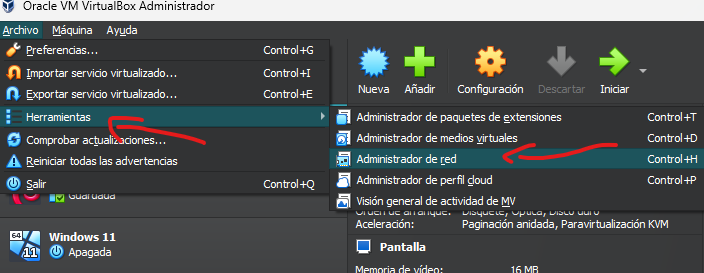 Oracle VM VirtualBox Administrador
Archivo Máquina Ayuda
Preferencias... Control+G
Importar servicio virtualizado... Control+I
Exportar servicio virtualizado... Control+E
Herramientas
Comprobar actualizaciones...
Reiniciar todas las advertencias
Salir Control+Q
Nueva Añadir Configuración Descartar Iniciar
Administrador de paquetes de extensiones Control+T
Administrador de medios virtuales Control+D
Administrador de red Control+H
Administrador de perfil cloud Control+P
Visión general de actividad de MV
Guardada
64
11
Windows 11
Apagada
Orden de arranque: Disquete, Óptica, Disco duro
Aceleración: Paginación anidada, Paravirtualización KVM
Pantalla
Memoria de vídeo: 16 MB